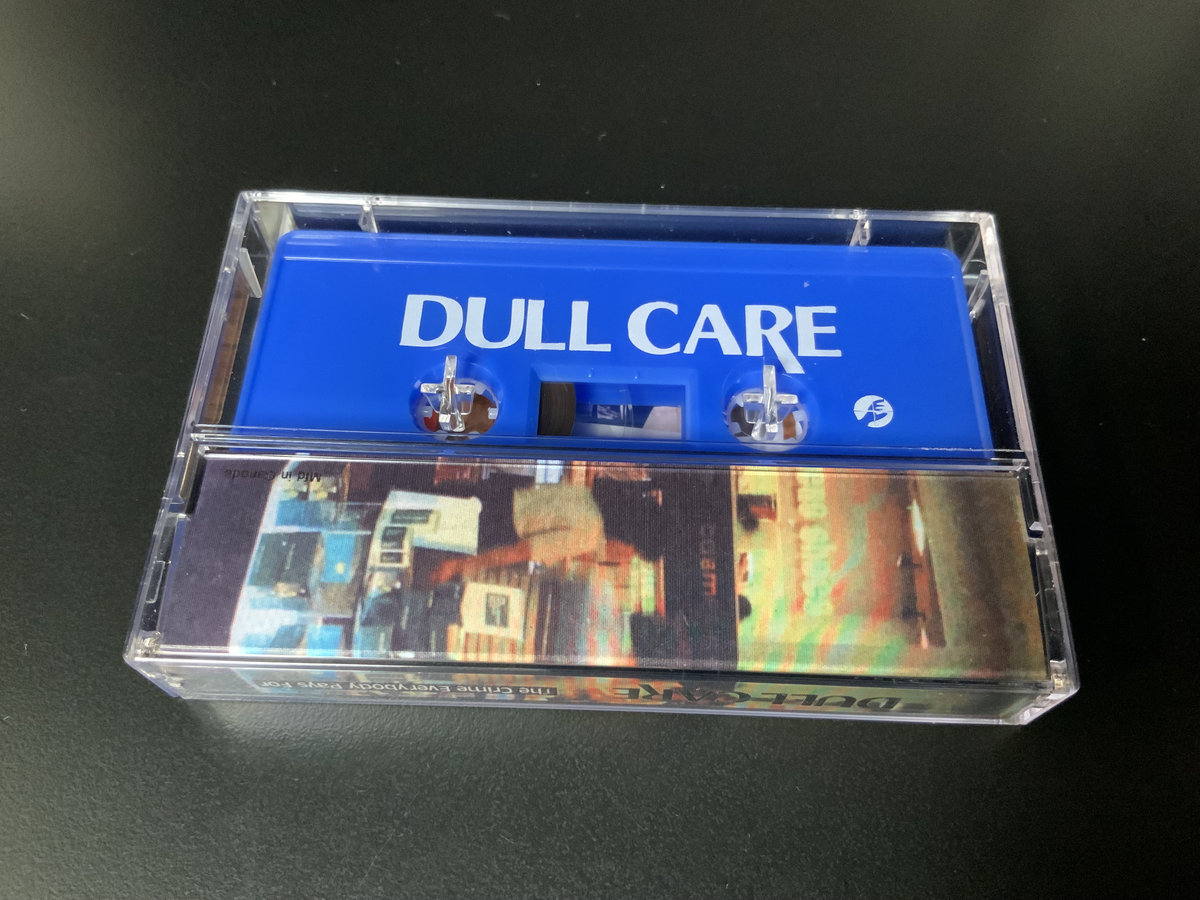 DULL CARE
Mfd in Canada
The Crime Everybody Pays For
DULL CARE